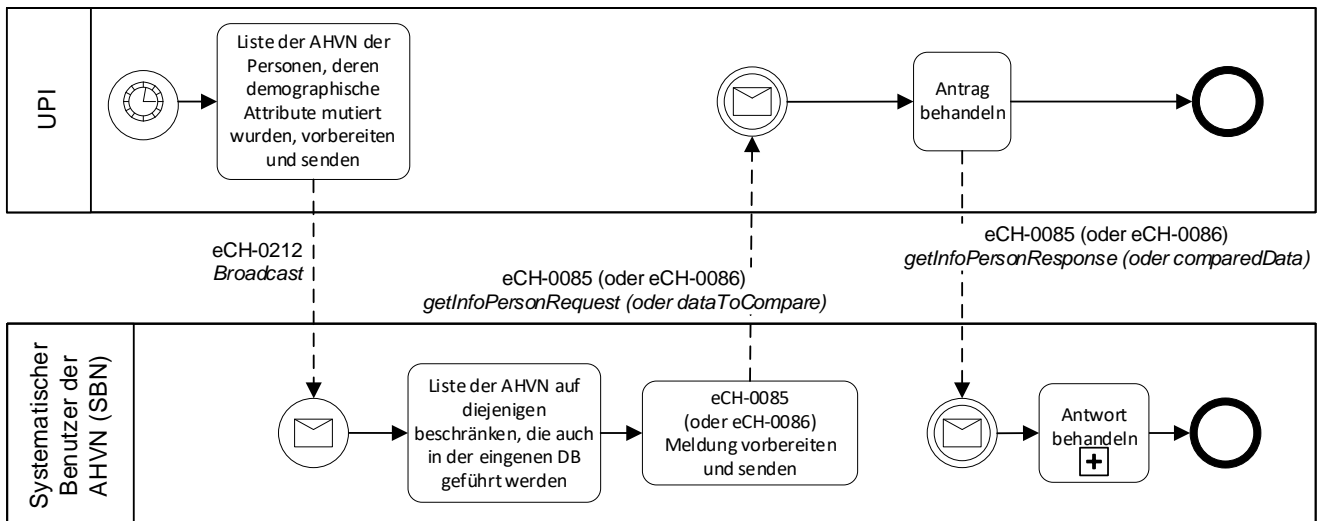 UPI
Liste der AHVN der
Personen, deren
demographische
Attribute mutiert
wurden, vorbereiten
und senden
Antrag
behandeln
eCH-0212
Broadcast
eCH-0085 (oder eCH-0086)
getInfoPersonRequest (oder dataToCompare)
eCH-0085 (oder eCH-0086)
getInfoPersonResponse (oder comparedData)
Systematischer
Benutzer der
AHVN (SBN)
Liste der AHVN auf
diejenigen
beschränken, die auch
in der eingenen DB
geführt werden
eCH-0085
(oder eCH-0086)
Meldung vorbereiten
und senden
Antwort
behandeln